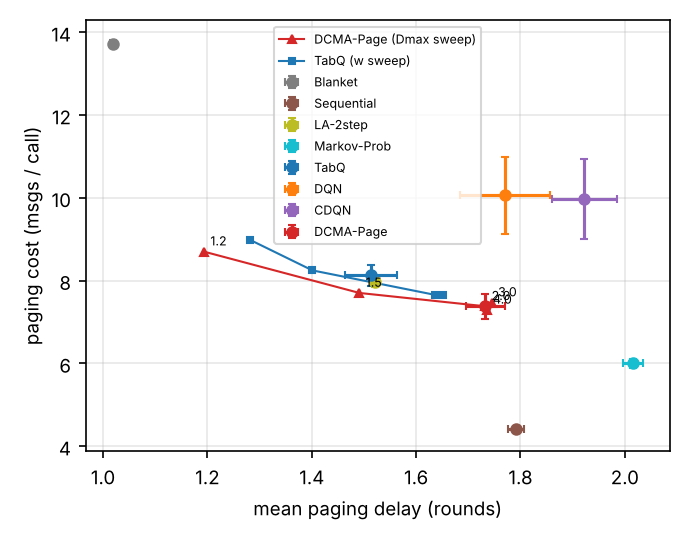 14
12
10
8
6
4
paging cost (msgs / call)
1.0
1.2
1.4
1.6
1.8
2.0
mean paging delay (rounds)
DCMA-Page (Dmax sweep)
TabQ (w sweep)
Blanket
Sequential
LA-2step
Markov-Prob
TabQ
DQN
CDQN
DCMA-Page
1.2
1.5
3.0